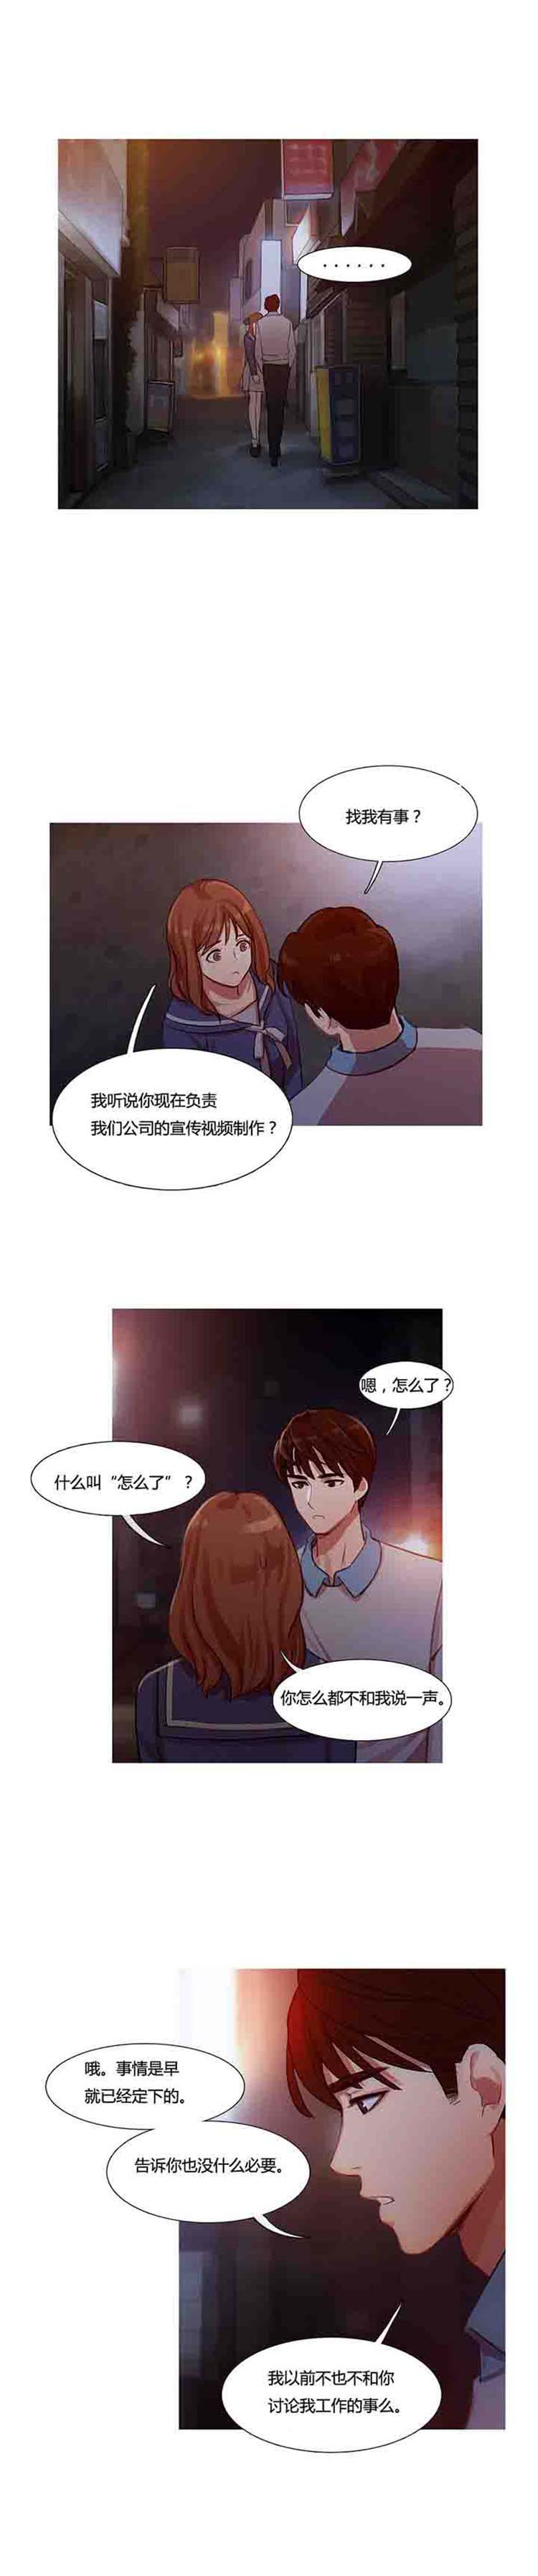 ······
找我有事？
我听说你现在负责
我们公司的宣传视频制作？
嗯，怎么了？
什么叫“怎么了”？
你怎么都不和我说一声。
哦。事情是早
就已经定下的。
告诉你也没什么必要。
我以前不也不和你
讨论我工作的事么。